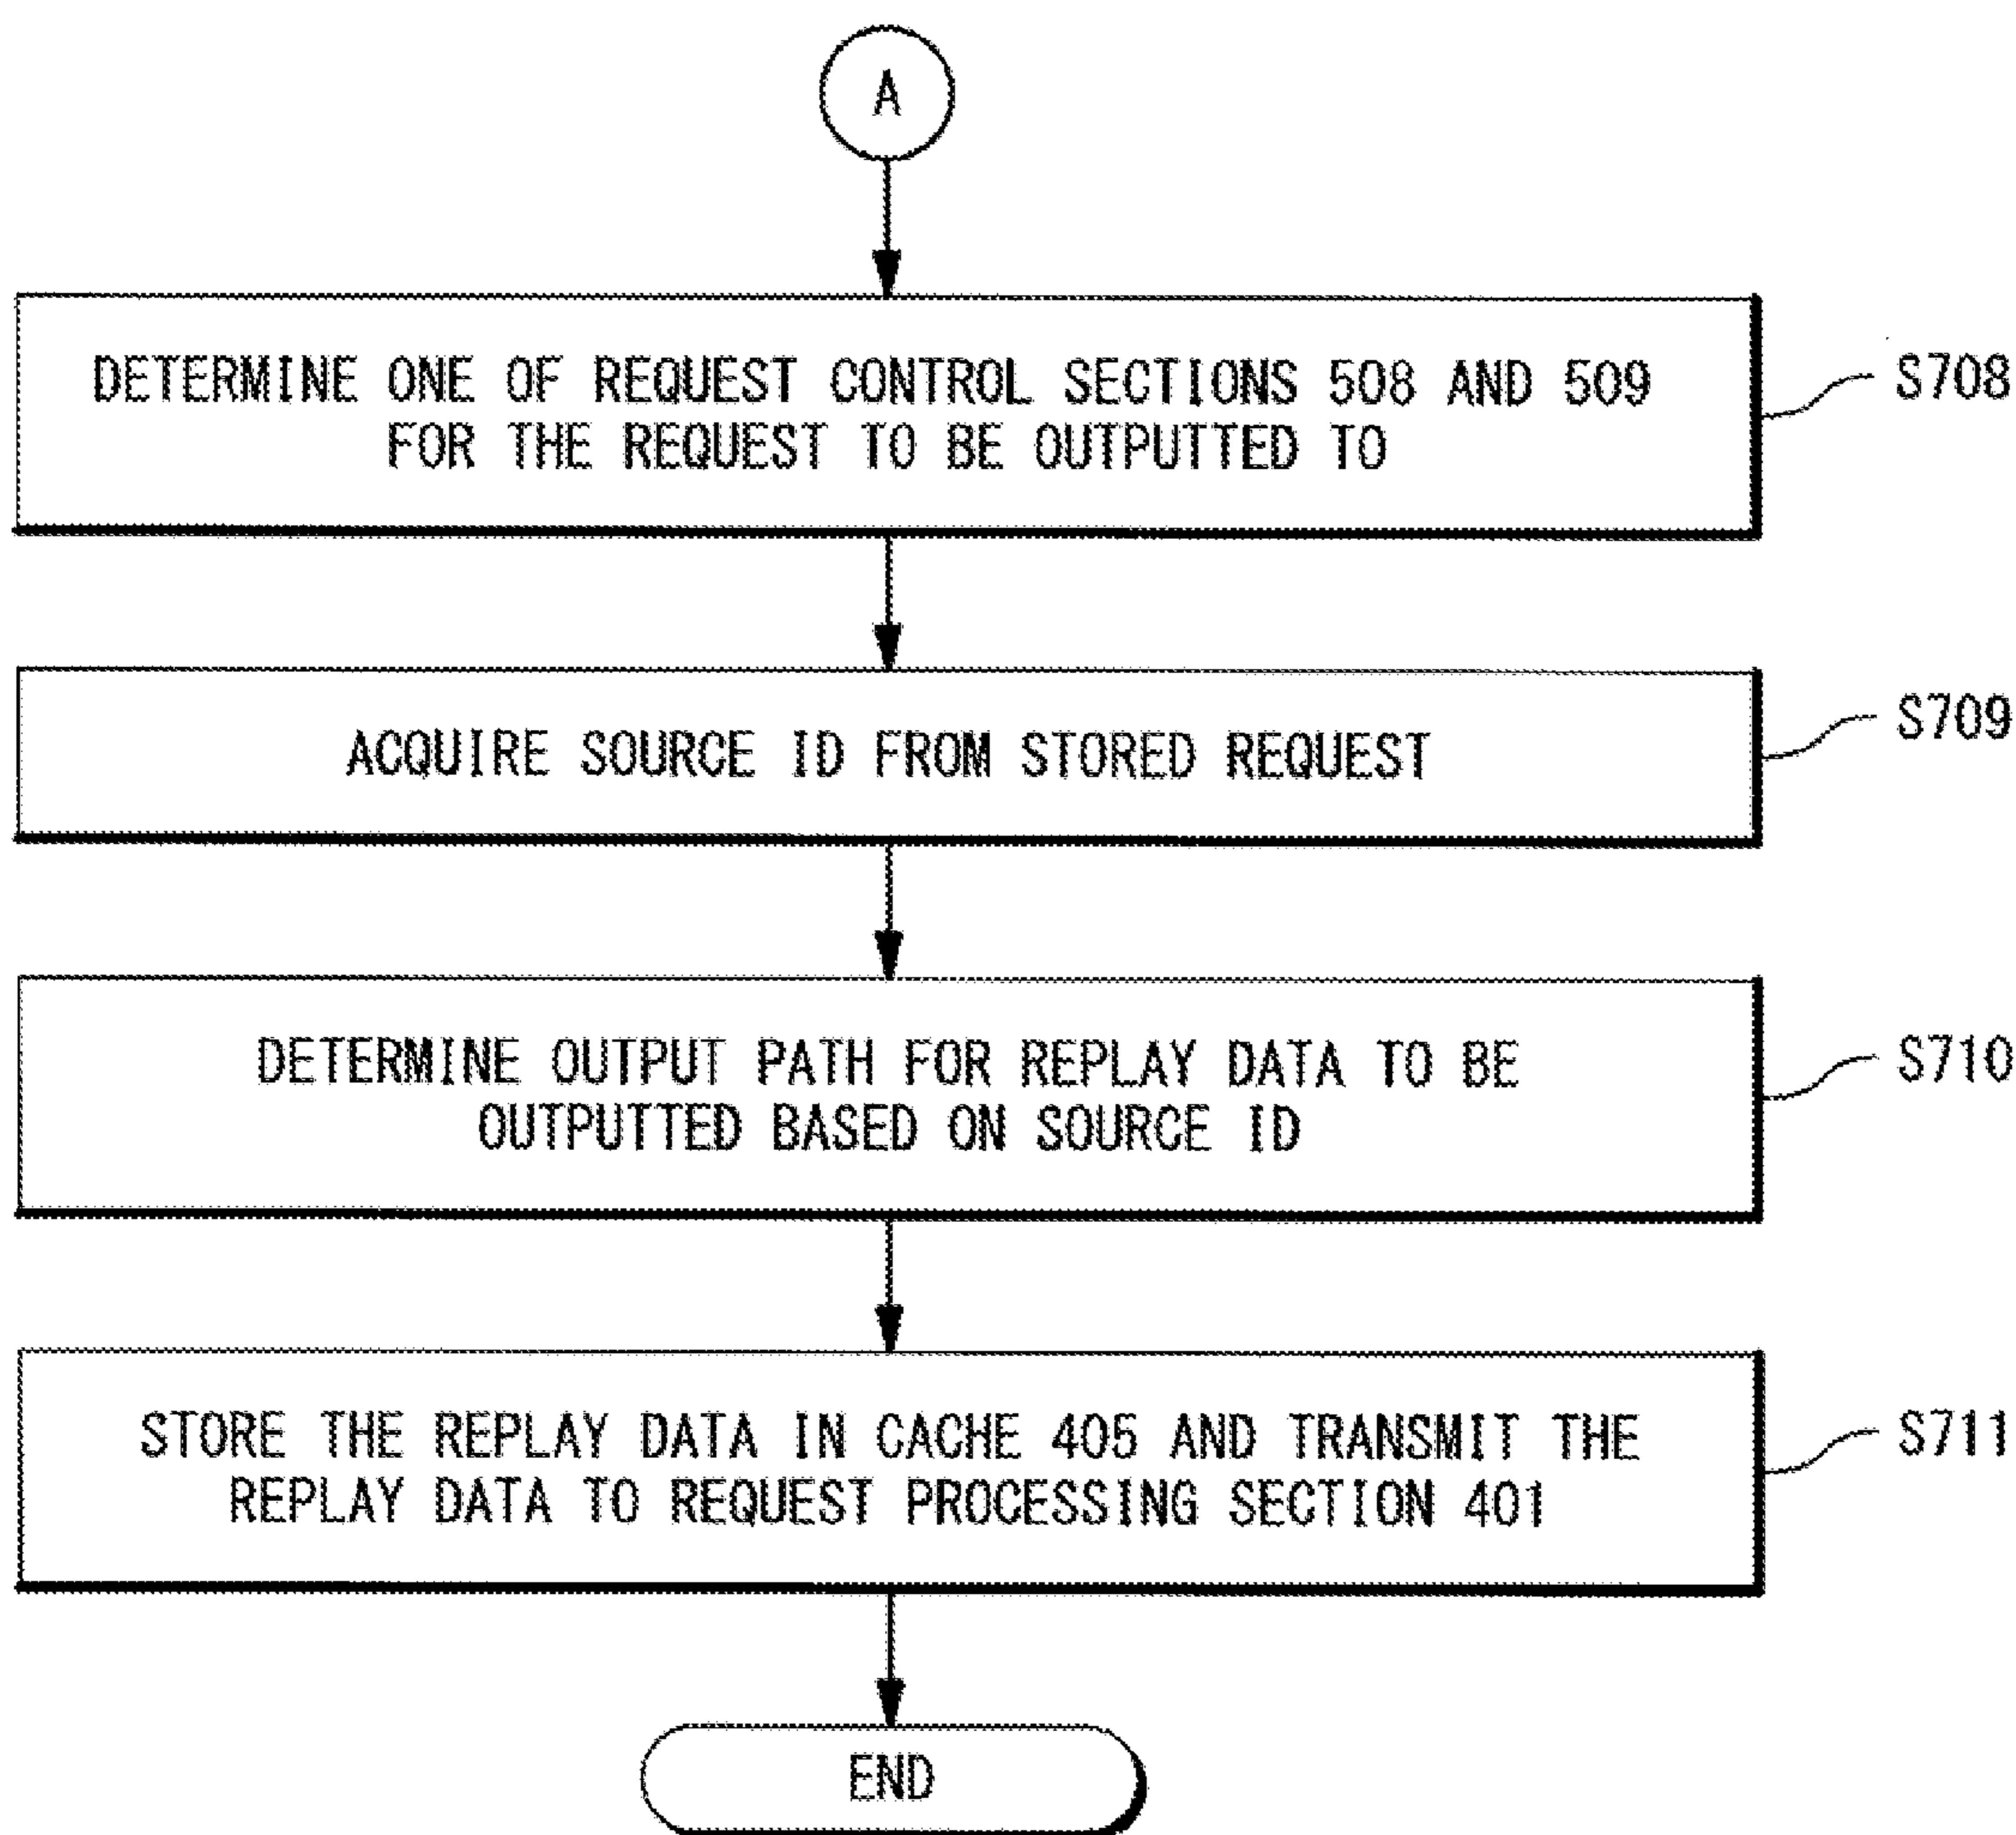 A
DETERMINE ONE OF REQUEST CONTROL SECTIONS 508 AND 509
FOR THE REQUEST TO BE OUTPUTTED TO
S708
ACQUIRE SOURCE ID FROM STORED REQUEST
S709
DETERMINE OUTPUT PATH FOR REPLAY DATA TO BE
OUTPUTTED BASED ON SOURCE ID
S710
STORE THE REPLAY DATA IN CACHE 405 AND TRANSMIT THE
REPLAY DATA TO REQUEST PROCESSING SECTION 401
S711
END